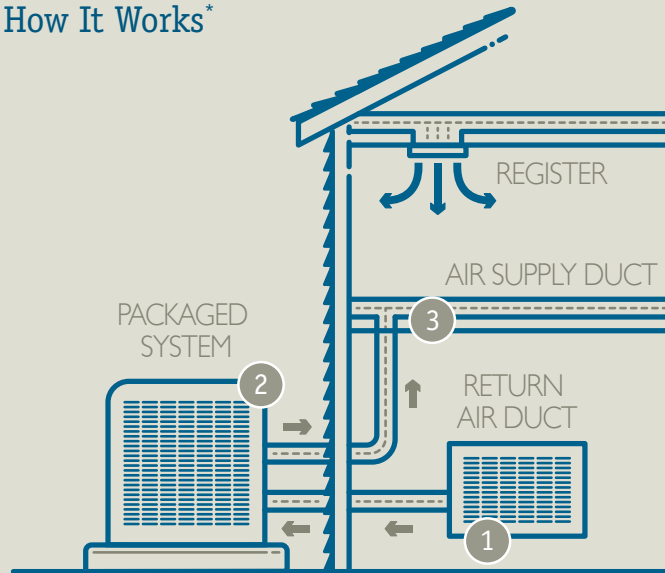 How It Works*
REGISTER
AIR SUPPLY DUCT
3
PACKAGED
SYSTEM
2
RETURN
AIR DUCT
1